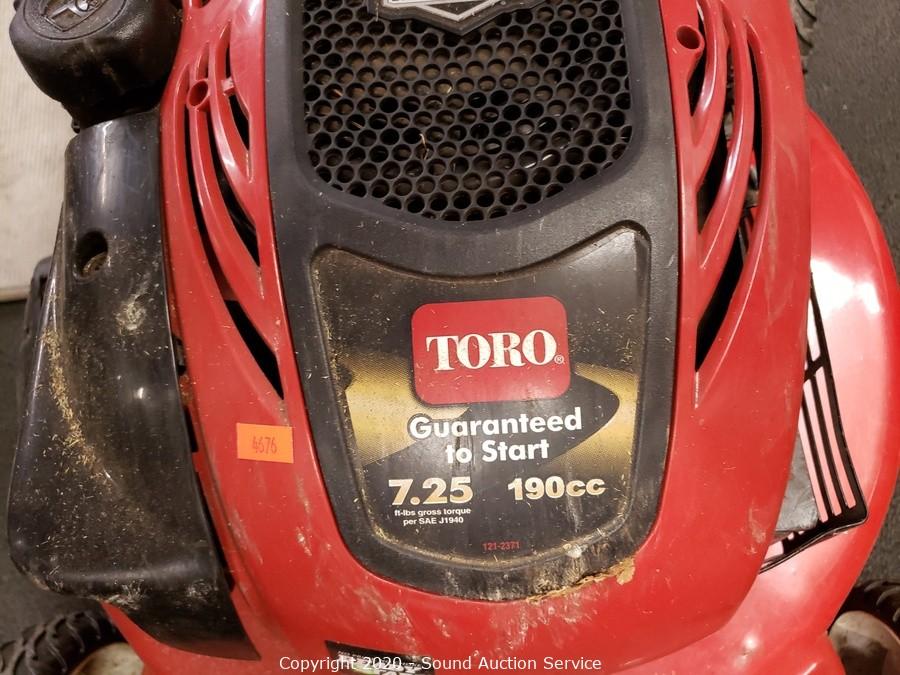 TORO®
Guaranteed
to Start
7.25 190cc
ft-lbs gross torque
per SAE J1940
121-2371
4676
Copyright 2020 - Sound Auction Service